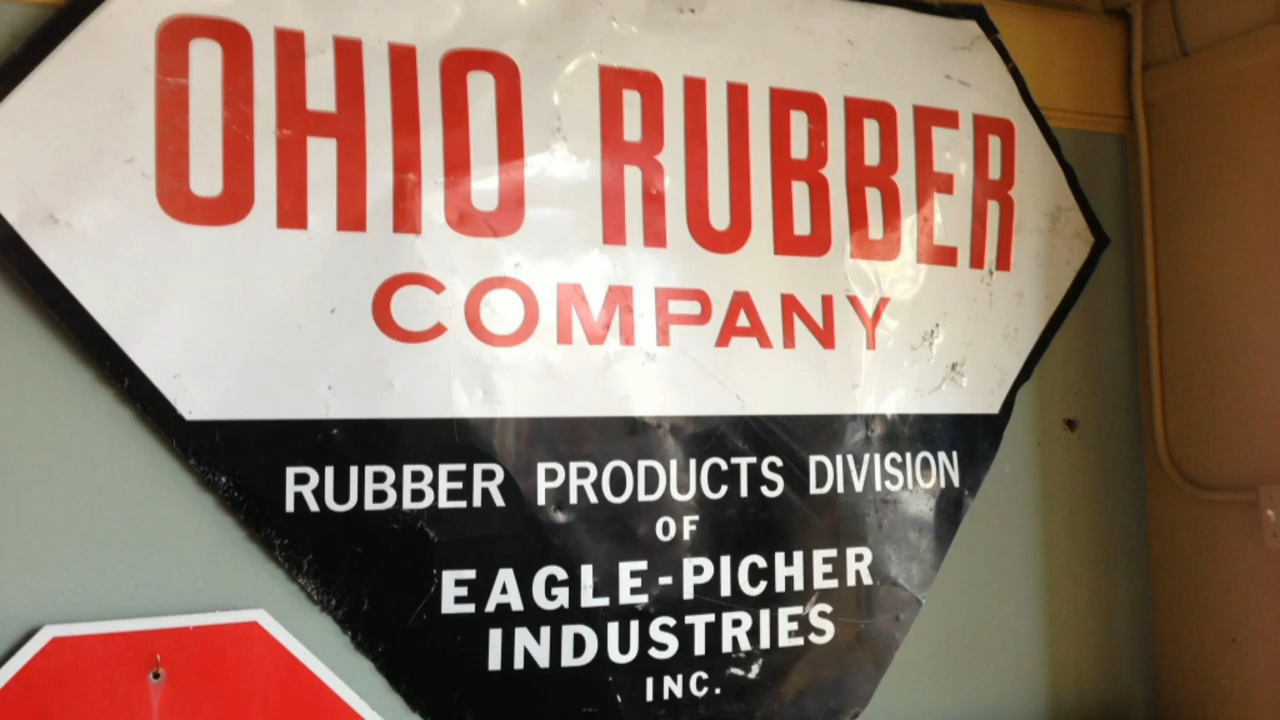 OHIO RUBBER
COMPANY
RUBBER PRODUCTS DIVISION
OF
EAGLE-PICHER
INDUSTRIES
INC.